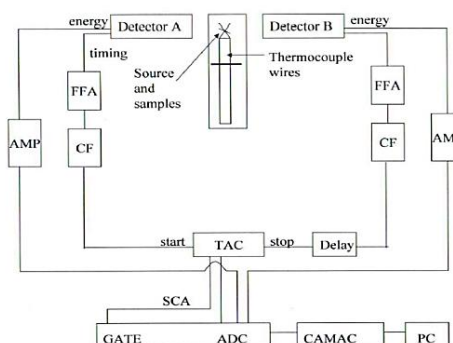 energy Detector A Detector B energy
timing
Source and samples
Thermocouple wires
FFA FFA
AMP CF CF AM
start TAC stop Delay
SCA
GATE ADC CAMAC PC